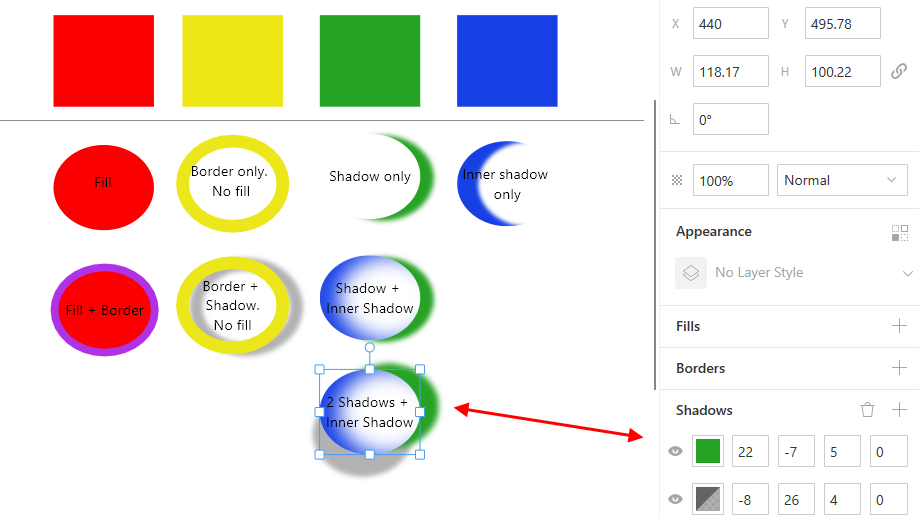 X 440 Y 495.78
W 118.17 H 100.22
0°
100% Normal
Appearance
No Layer Style
Fills
Borders
Shadows
22 -7 5 0
-8 26 4 0
Fill
Border only.
No fill
Shadow only
Inner shadow
only
Fill + Border
Border +
Shadow.
No fill
Shadow +
Inner Shadow
2 Shadows +
Inner Shadow